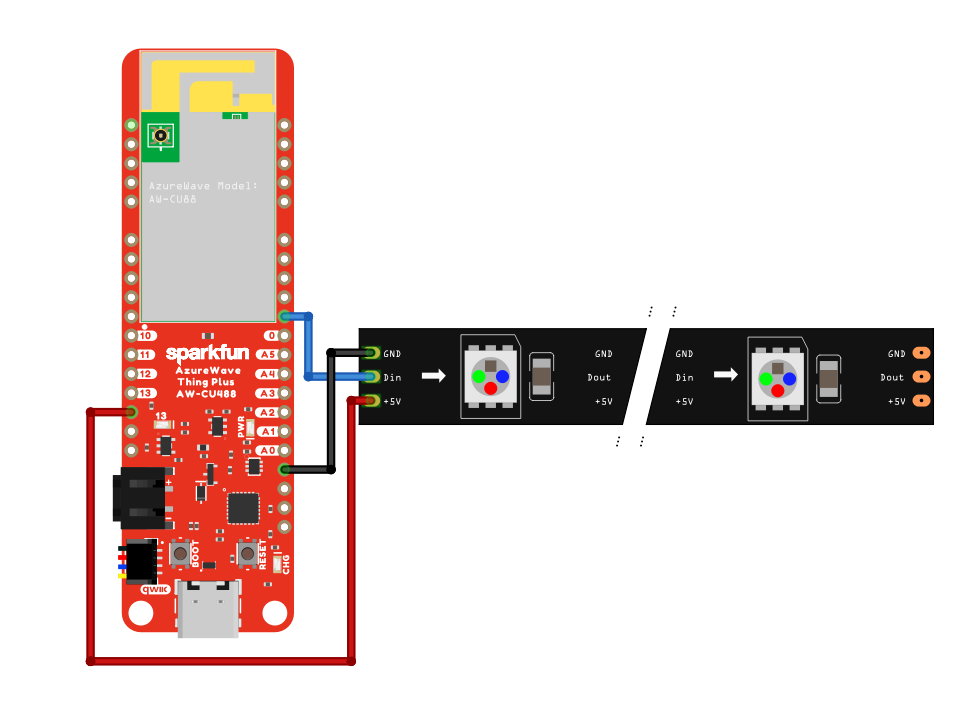 AzureWave Model:
AW-CU88
10
0
11
sparkfun
A5
12
AzureWave
Thing Plus
A4
13
AW-CU488
A3
A2
13
PWR
A1
A0
+
BOOT
RESET
CHG
qwiic
GND
Din
+5V
GND
Dout
+5V
GND
Din
+5V
GND
Dout
+5V